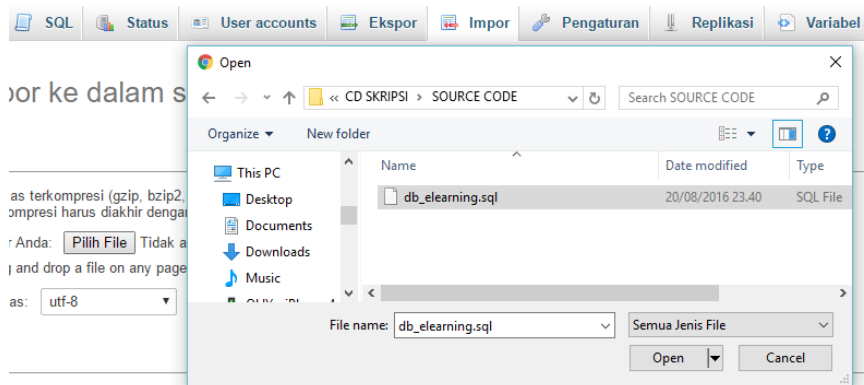 SQL Status User accounts Ekspor Impor Pengaturan Replikasi Variabel
por ke dalam s
Open
« CD SKRIPSI › SOURCE CODE
Search SOURCE CODE
Organize New folder
This PC
Desktop
Documents
Downloads
Music
Name Date modified Type
db_elearning.sql 20/08/2016 23.40 SQL File
as terkompresi (gzip, bzip2,
ompresi harus diakhir dengan
r Anda: Pilih File Tidak a
and drop a file on any page
as: utf-8
File name: db_elearning.sql Semua Jenis File
Open Cancel